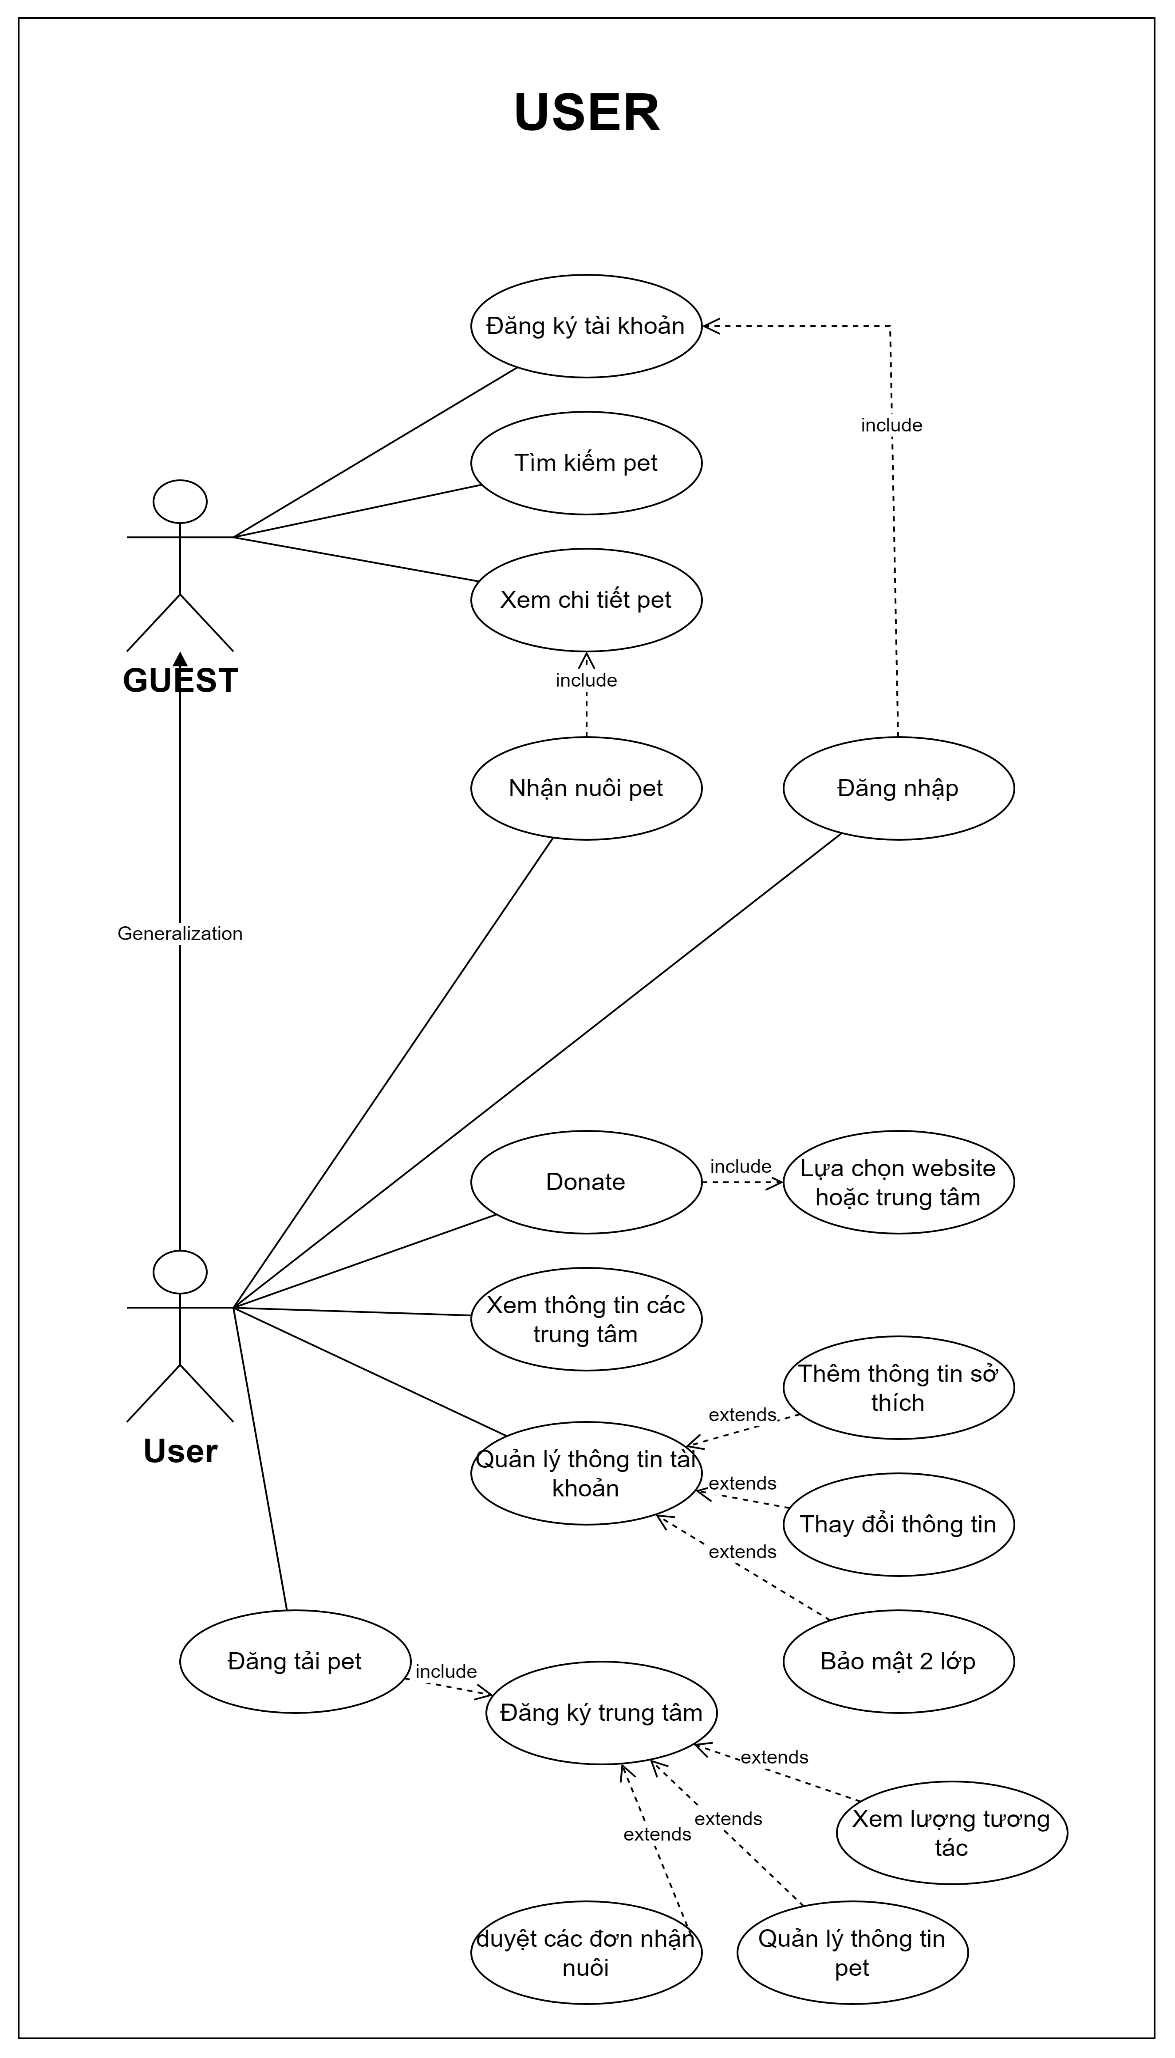 USER
Đăng ký tài khoản
include
Tìm kiếm pet
Xem chi tiết pet
GUEST
include
Nhận nuôi pet
Đăng nhập
Generalization
Donate
include
Lựa chọn website
hoặc trung tâm
Xem thông tin các
trung tâm
Thêm thông tin sở
thích
extends
User
Quản lý thông tin tài
khoản
extends
Thay đổi thông tin
extends
Đăng tải pet
include
Bảo mật 2 lớp
Đăng ký trung tâm
extends
extends
extends
Xem lượng tương
tác
duyệt các đơn nhận
nuôi
Quản lý thông tin
pet